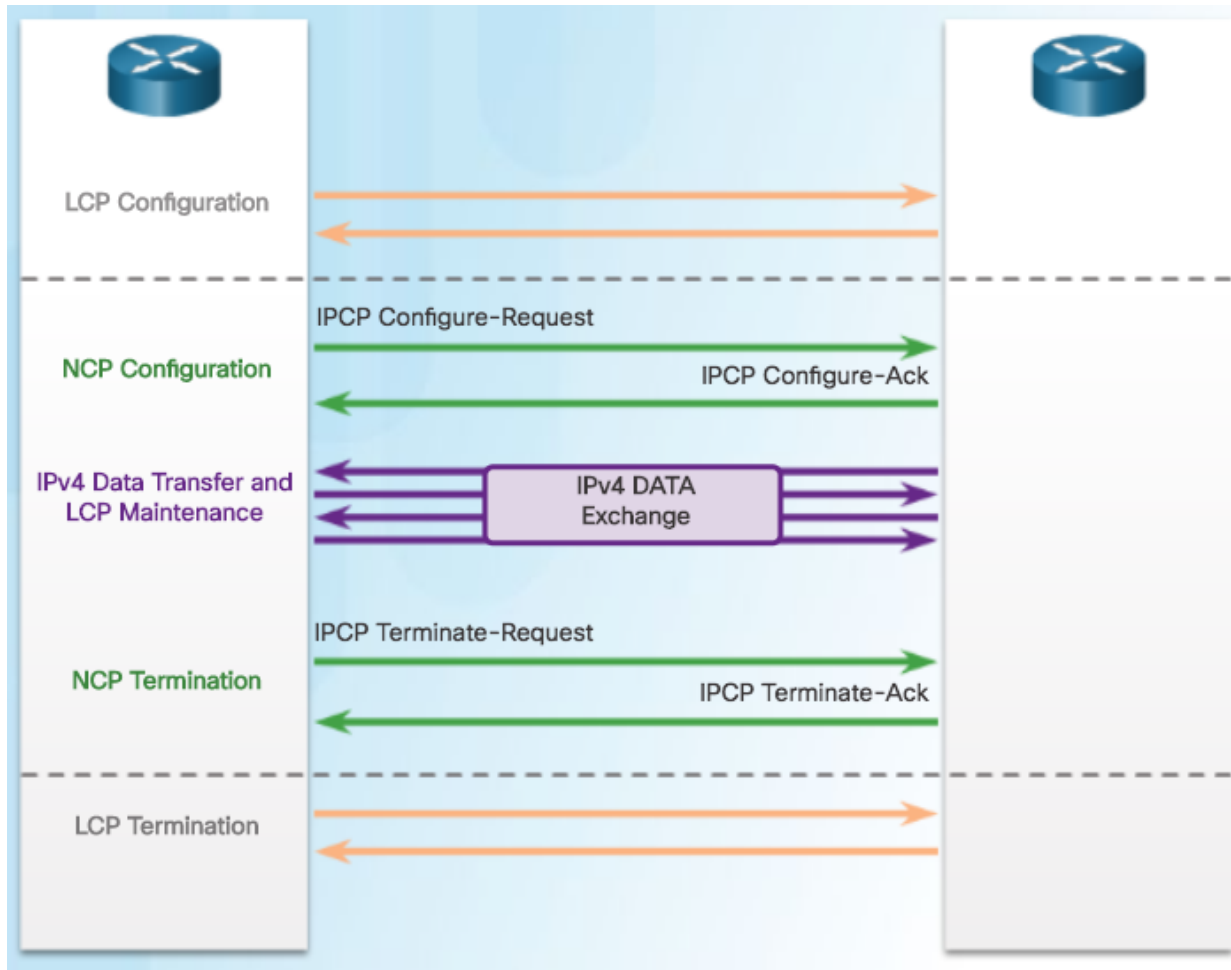 LCP Configuration
IPCP Configure-Request
NCP Configuration
IPCP Configure-Ack
IPv4 Data Transfer and
LCP Maintenance
IPv4 DATA
Exchange
IPCP Terminate-Request
NCP Termination
IPCP Terminate-Ack
LCP Termination